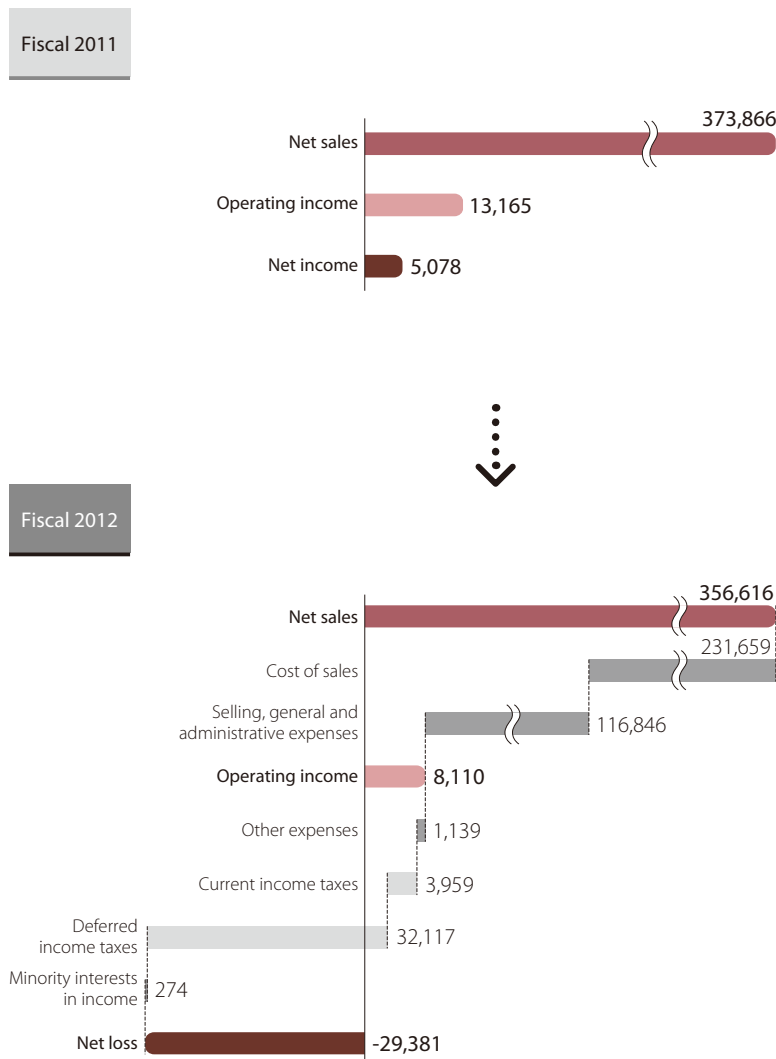 Fiscal 2011
373,866
Net sales
Operating income
13,165
Net income
5,078
Fiscal 2012
356,616
Net sales
231,659
Cost of sales
Selling, general and
administrative expenses
116,846
Operating income
8,110
Other expenses
1,139
Current income taxes
3,959
Deferred
income taxes
32,117
Minority interests
in income
274
Net loss
-29,381